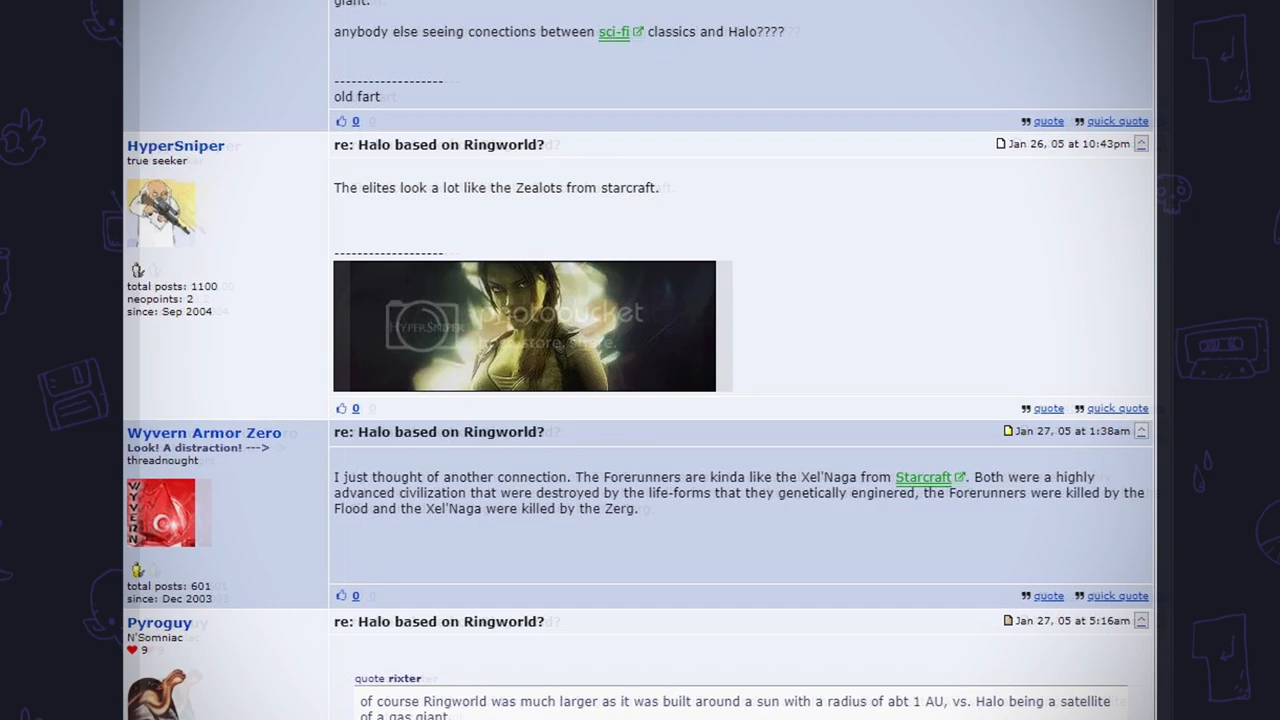 giant.
anybody else seeing conections between sci-fi classics and Halo????
-------------------
old fart
0
quote quick quote
HyperSniper
true seeker
re: Halo based on Ringworld?
Jan 26, 05 at 10:43pm
The elites look a lot like the Zealots from starcraft.
-------------------
HYPERSNIPER
photobucket
store. share.
total posts: 1100
neopoints: 2
since: Sep 2004
0
quote quick quote
Wyvern Armor Zero
Look! A distraction! --->
threadnought
re: Halo based on Ringworld?
Jan 27, 05 at 1:38am
I just thought of another connection. The Forerunners are kinda like the Xel'Naga from Starcraft. Both were a highly
advanced civilization that were destroyed by the life-forms that they genetically enginered, the Forerunners were killed by the
Flood and the Xel'Naga were killed by the Zerg.
WYVERN
total posts: 601
since: Dec 2003
0
quote quick quote
Pyroguy
N'Somniac
9
re: Halo based on Ringworld?
Jan 27, 05 at 5:16am
quote rixter
of course Ringworld was much larger as it was built around a sun with a radius of abt 1 AU, vs. Halo being a satellite
of a gas giant.